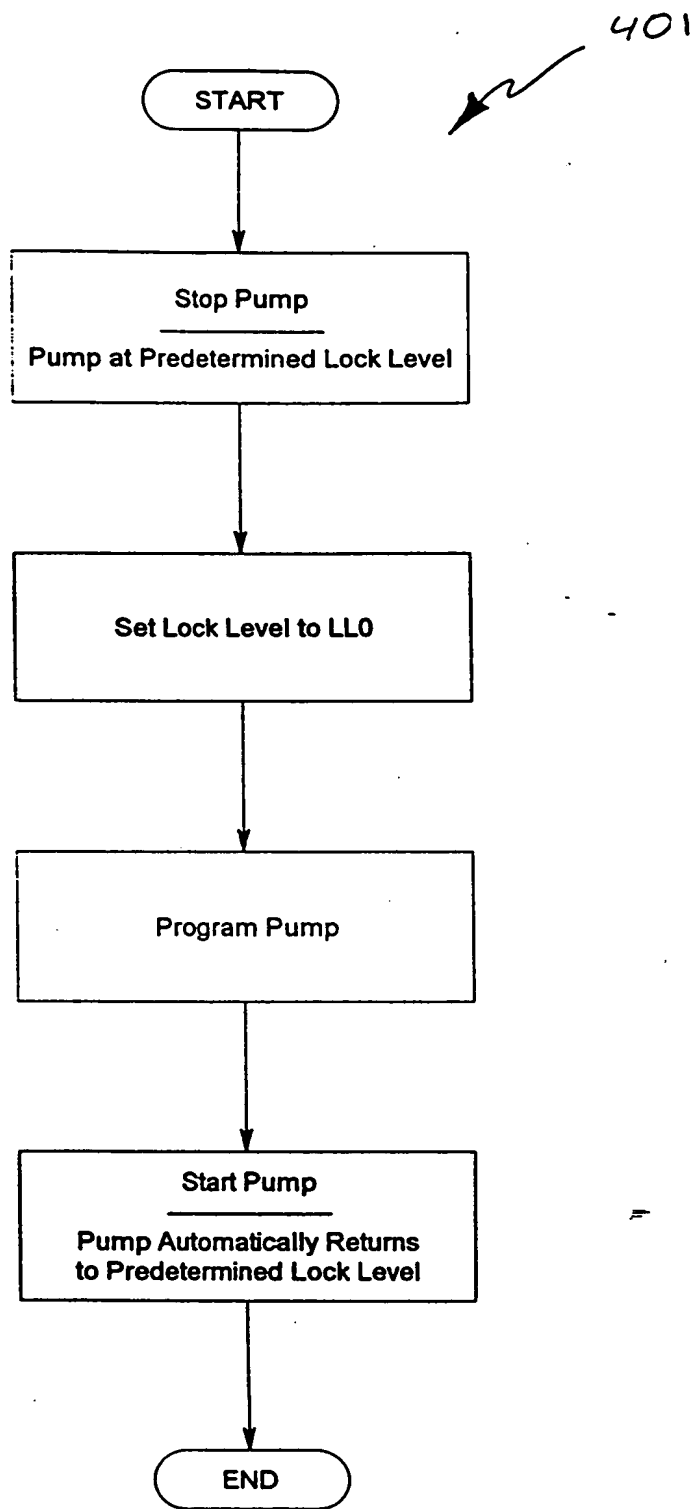 401
START
Stop Pump
Pump at Predetermined Lock Level
Set Lock Level to LL0
Program Pump
Start Pump
Pump Automatically Returns
to Predetermined Lock Level
END